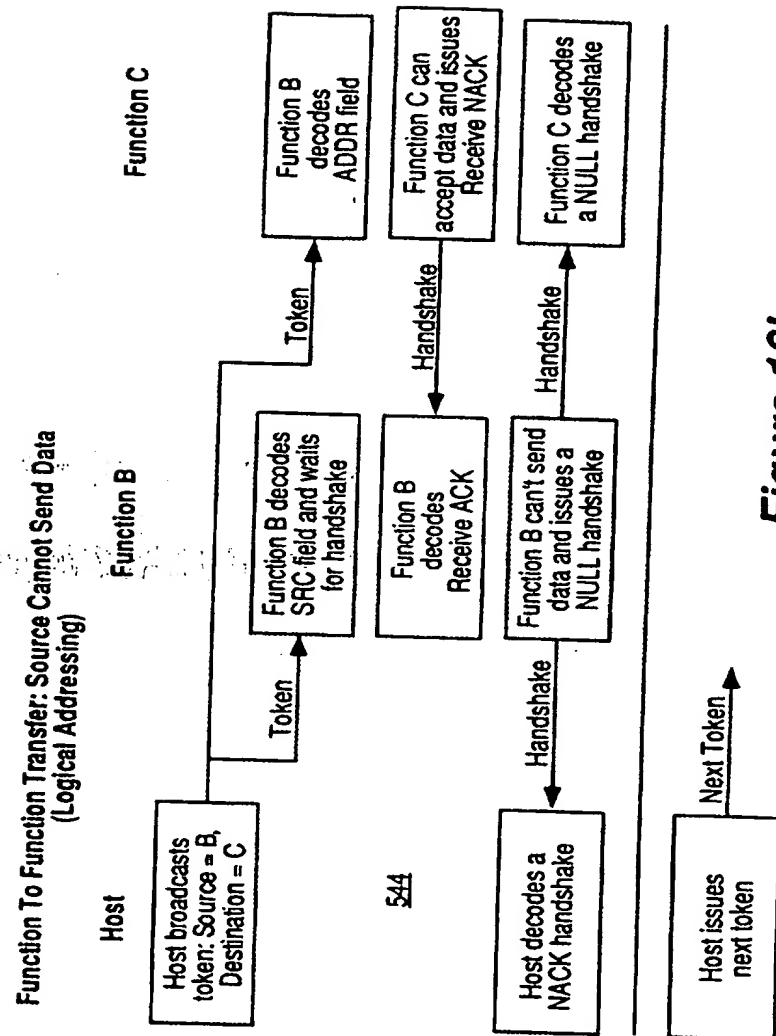 Function To Function Transfer: Source Cannot Send Data
(Logical Addressing)
Host
Function B
Function C
Host broadcasts
token: Source = B,
Destination = C
Token
Token
Function B decodes
SRC field and waits
for handshake
Function B
decodes
ADDR field
Function B
decodes
Receive ACK
Handshake
Function C can
accept data and issues
Receive NACK
544
Host decodes a
NACK handshake
Handshake
Function B can't send
data and issues a
NULL handshake
Handshake
Function C decodes
a NULL handshake
Host issues
next token
Next Token
Figure